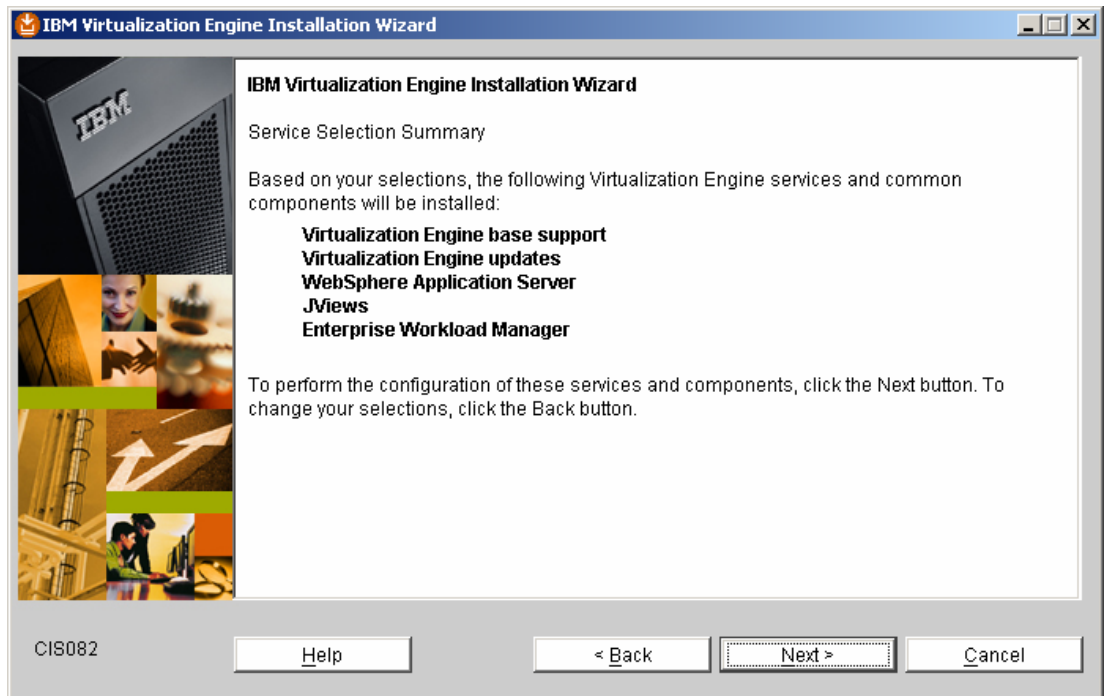 IBM Virtualization Engine Installation Wizard
IBM
IBM Virtualization Engine Installation Wizard
Service Selection Summary
Based on your selections, the following Virtualization Engine services and common
components will be installed:
Virtualization Engine base support
Virtualization Engine updates
WebSphere Application Server
JViews
Enterprise Workload Manager
To perform the configuration of these services and components, click the Next button. To
change your selections, click the Back button.
CIS082
Help
< Back
Next >
Cancel